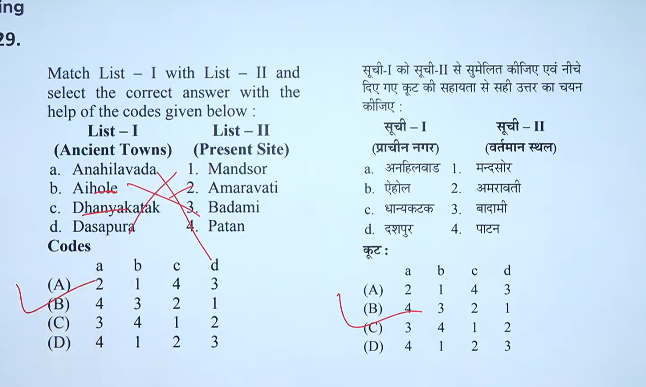 ing
29.
Match List – I with List – II and
select the correct answer with the
help of the codes given below :
List – I List – II
(Ancient Towns) (Present Site)
a. Anahilavada 1. Mandsor
b. Aihole 2. Amaravati
c. Dhanyakatak 3. Badami
d. Dasapura 4. Patan
Codes
a b c d
(A) 2 1 4 3
(B) 4 3 2 1
(C) 3 4 1 2
(D) 4 1 2 3
सूची-I को सूची-II से सुमेलित कीजिए एवं नीचे
दिए गए कूट की सहायता से सही उत्तर का चयन
कीजिए :
सूची – I सूची – II
(प्राचीन नगर) (वर्तमान स्थल)
a. अनहिलवाड 1. मन्दसोर
b. ऐहोल 2. अमरावती
c. धान्यकटक 3. बादामी
d. दशपुर 4. पाटन
कूट :
a b c d
(A) 2 1 4 3
(B) 4 3 2 1
(C) 3 4 1 2
(D) 4 1 2 3